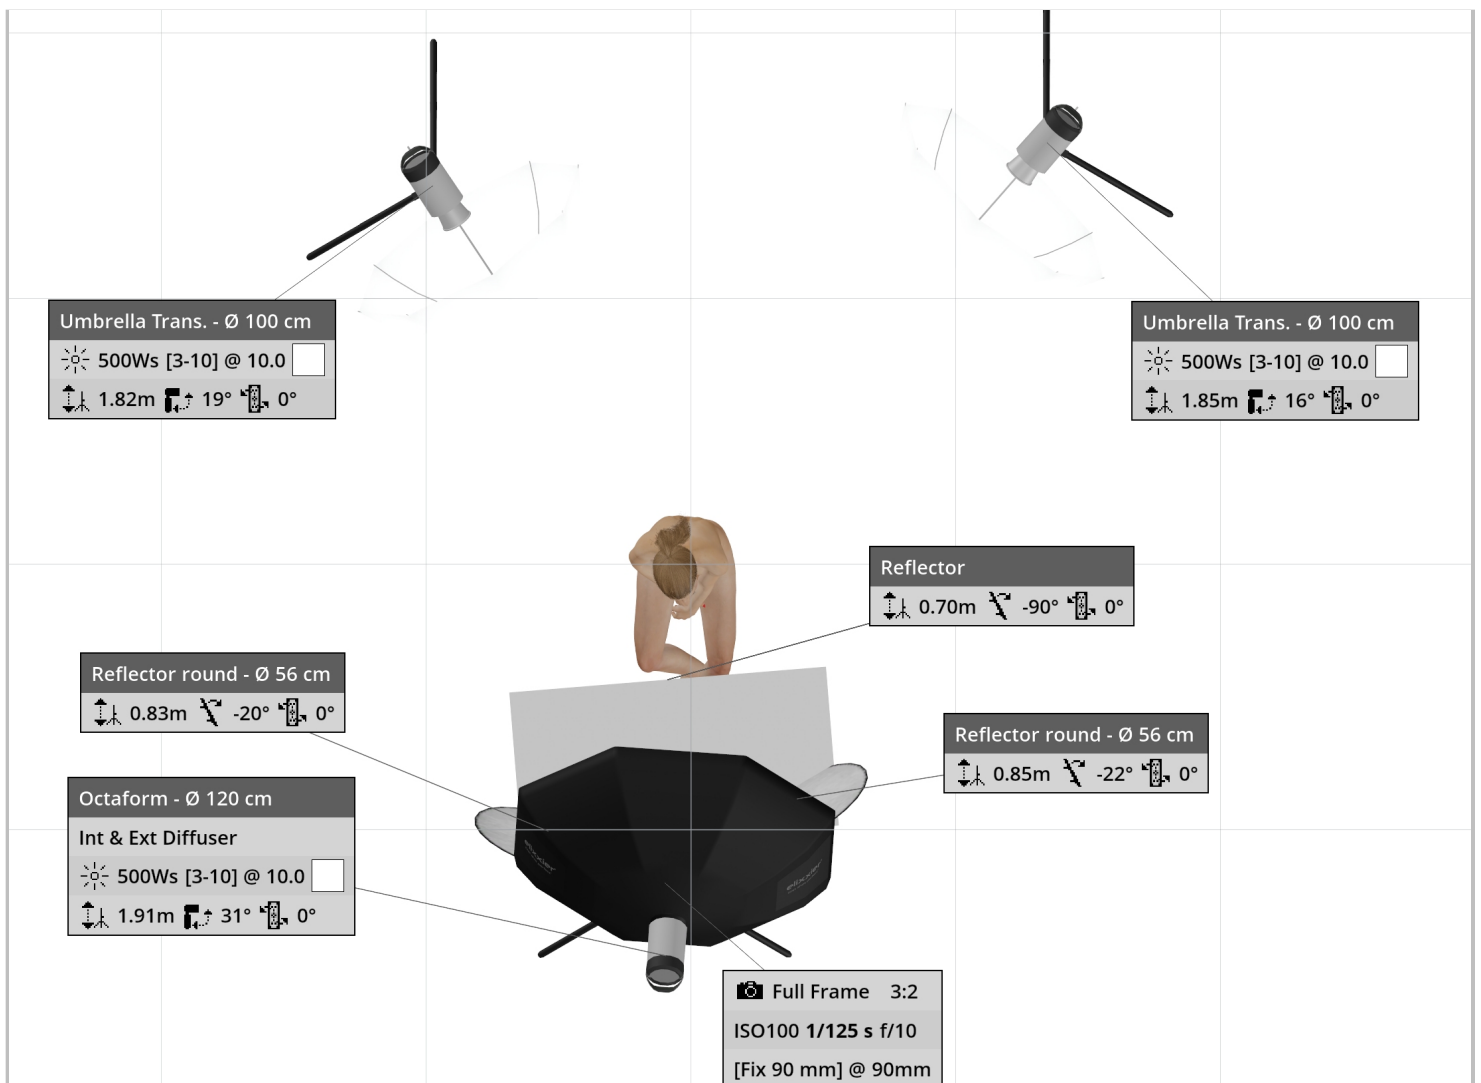 Umbrella Trans. - Ø 100 cm
500Ws [3-10] @ 10.0
1.82m 19° 0°
Umbrella Trans. - Ø 100 cm
500Ws [3-10] @ 10.0
1.85m 16° 0°
Reflector
0.70m -90° 0°
Reflector round - Ø 56 cm
0.83m -20° 0°
Reflector round - Ø 56 cm
0.85m -22° 0°
Octaform - Ø 120 cm
Int & Ext Diffuser
500Ws [3-10] @ 10.0
1.91m 31° 0°
Full Frame 3:2
ISO100 1/125 s f/10
[Fix 90 mm] @ 90mm